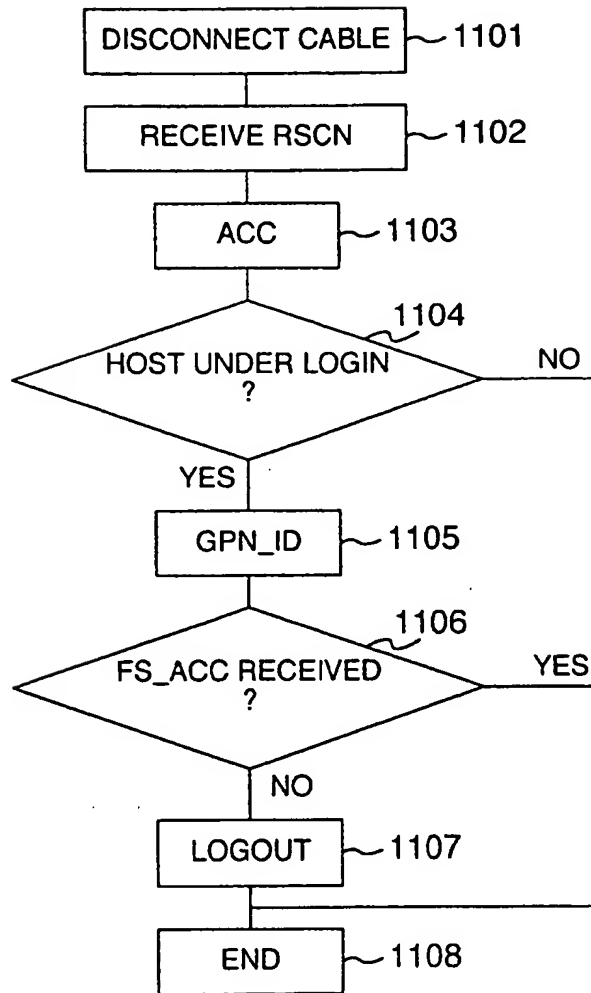 DISCONNECT CABLE 1101
RECEIVE RSCN 1102
ACC 1103
1104
HOST UNDER LOGIN
?
NO
YES
GPN_ID 1105
1106
FS_ACC RECEIVED
?
YES
NO
LOGOUT 1107
END 1108